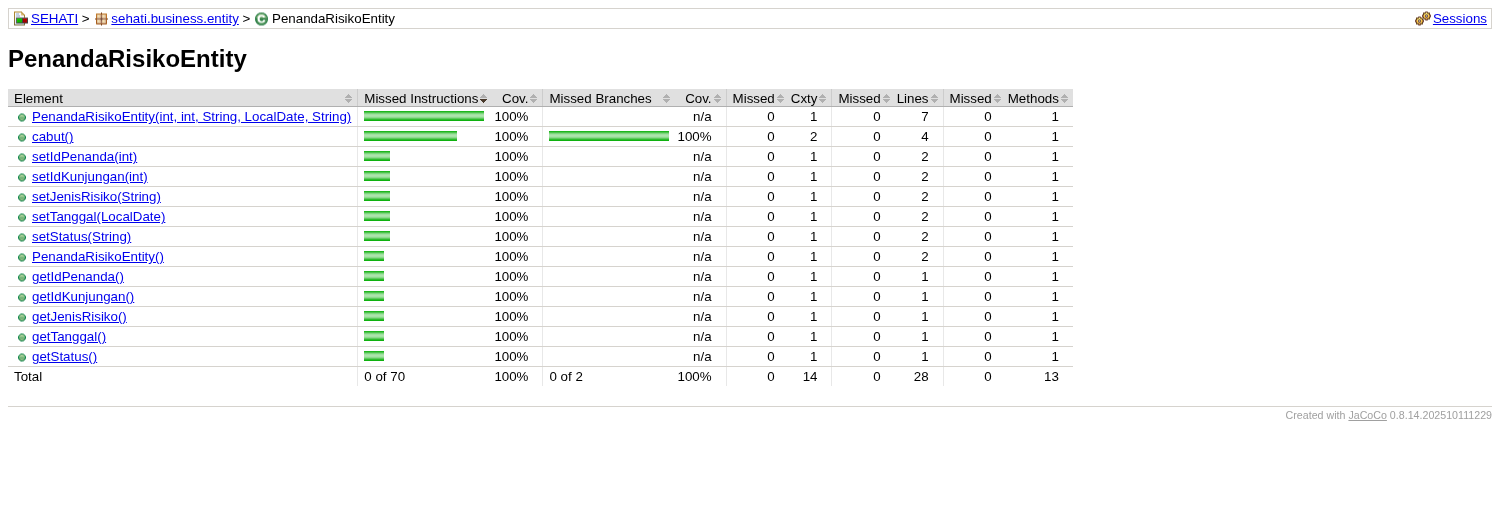 SEHATI > sehati.business.entity > PenandaRisikoEntity Sessions
PenandaRisikoEntity
Element Missed Instructions Cov. Missed Branches Cov. Missed Cxty Missed Lines Missed Methods
PenandaRisikoEntity(int, int, String, LocalDate, String) 100% n/a 0 1 0 7 0 1
cabut() 100% 100% 0 2 0 4 0 1
setIdPenanda(int) 100% n/a 0 1 0 2 0 1
setIdKunjungan(int) 100% n/a 0 1 0 2 0 1
setJenisRisiko(String) 100% n/a 0 1 0 2 0 1
setTanggal(LocalDate) 100% n/a 0 1 0 2 0 1
setStatus(String) 100% n/a 0 1 0 2 0 1
PenandaRisikoEntity() 100% n/a 0 1 0 2 0 1
getIdPenanda() 100% n/a 0 1 0 1 0 1
getIdKunjungan() 100% n/a 0 1 0 1 0 1
getJenisRisiko() 100% n/a 0 1 0 1 0 1
getTanggal() 100% n/a 0 1 0 1 0 1
getStatus() 100% n/a 0 1 0 1 0 1
Total 0 of 70 100% 0 of 2 100% 0 14 0 28 0 13
Created with JaCoCo 0.8.14.202510111229